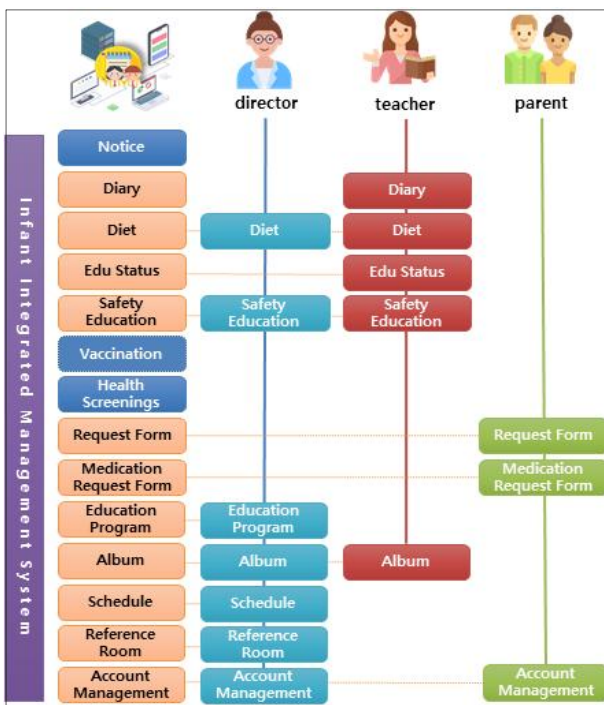 director
teacher
parent
Infant Integrated Management System
Notice
Diary
Diary
Diet
Diet
Diet
Edu Status
Edu Status
Safety
Education
Safety
Education
Safety
Education
Vaccination
Health
Screenings
Request Form
Request Form
Medication
Request Form
Medication
Request Form
Education
Program
Education
Program
Album
Album
Album
Schedule
Schedule
Reference
Room
Reference
Room
Account
Management
Account
Management
Account
Management